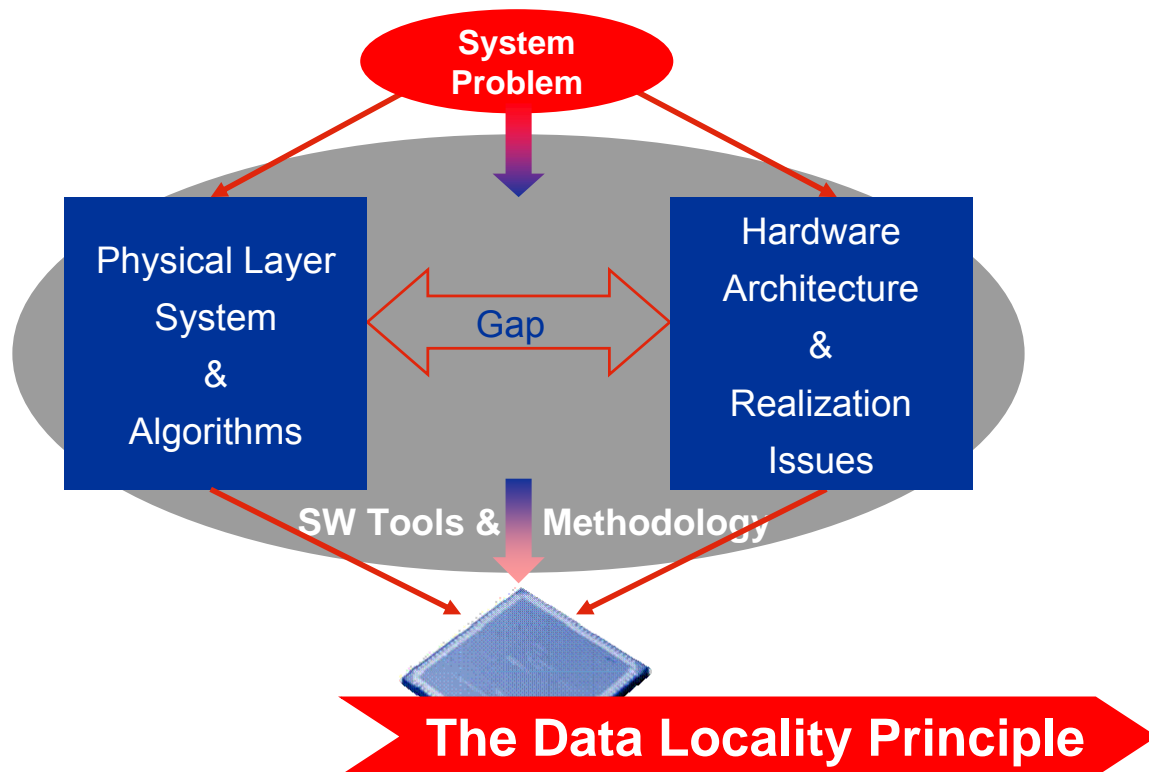 System
Problem
Physical Layer
System
&
Algorithms
Gap
Hardware
Architecture
&
Realization
Issues
SW Tools & Methodology
The Data Locality Principle